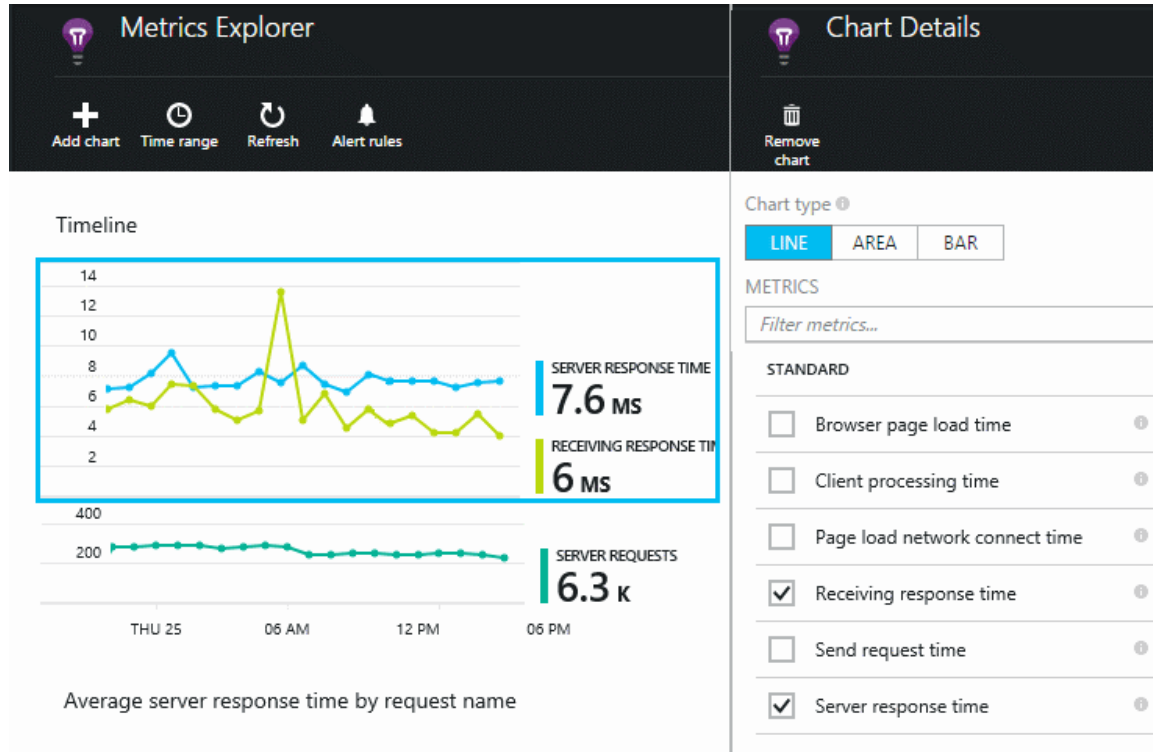 Metrics Explorer
Add chart
Time range
Refresh
Alert rules
Timeline
14
12
10
8
6
4
2
SERVER RESPONSE TIME
7.6 MS
RECEIVING RESPONSE TIM
6 MS
400
200
SERVER REQUESTS
6.3 K
THU 25
06 AM
12 PM
06 PM
Average server response time by request name
Chart Details
Remove
chart
Chart type
LINE
AREA
BAR
METRICS
Filter metrics...
STANDARD
Browser page load time
Client processing time
Page load network connect time
Receiving response time
Send request time
Server response time